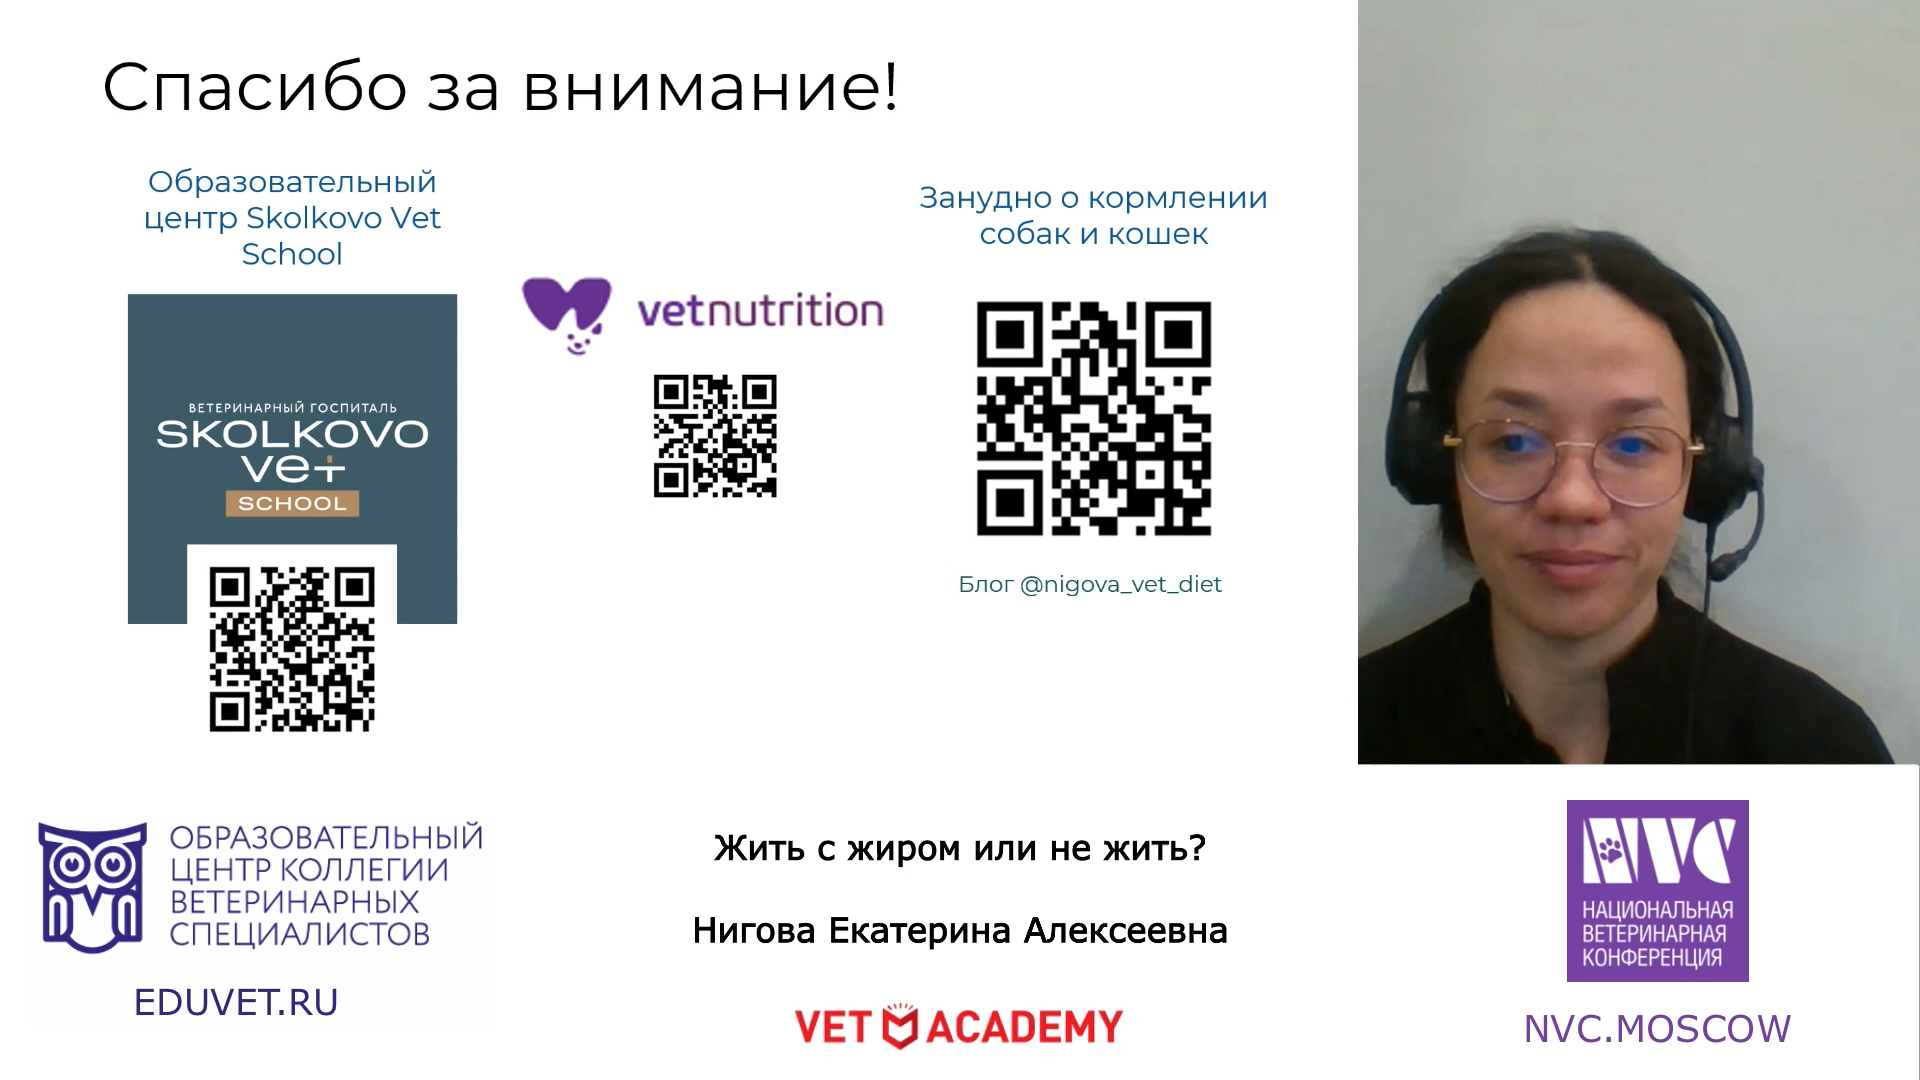 Спасибо за внимание!
Образовательный
центр Skolkovo Vet
School
ВЕТЕРИНАРНЫЙ ГОСПИТАЛЬ
SKOLKOVO
vet
SCHOOL
vetnutrition
Занудно о кормлении
собак и кошек
Блог @nigova_vet_diet
ОБРАЗОВАТЕЛЬНЫЙ
ЦЕНТР КОЛЛЕГИИ
ВЕТЕРИНАРНЫХ
СПЕЦИАЛИСТОВ
EDUVET.RU
Жить с жиром или не жить?
Нигова Екатерина Алексеевна
VET ACADEMY
NVC
НАЦИОНАЛЬНАЯ
ВЕТЕРИНАРНАЯ
КОНФЕРЕНЦИЯ
NVC.MOSCOW